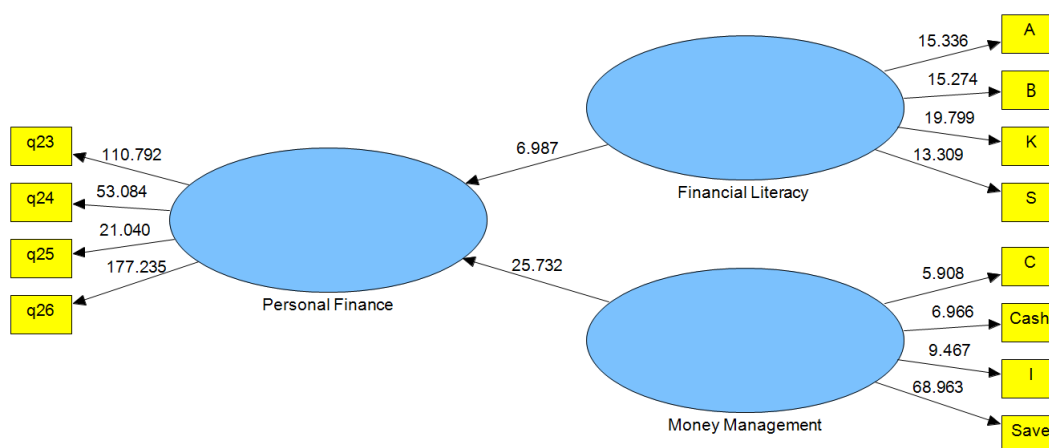 A
15.336
B
15.274
K
19.799
S
13.309
q23
110.792
6.987
q24
53.084
Financial Literacy
q25
21.040
q26
177.235
25.732
Personal Finance
C
5.908
Cash
6.966
I
9.467
Save
68.963
Money Management